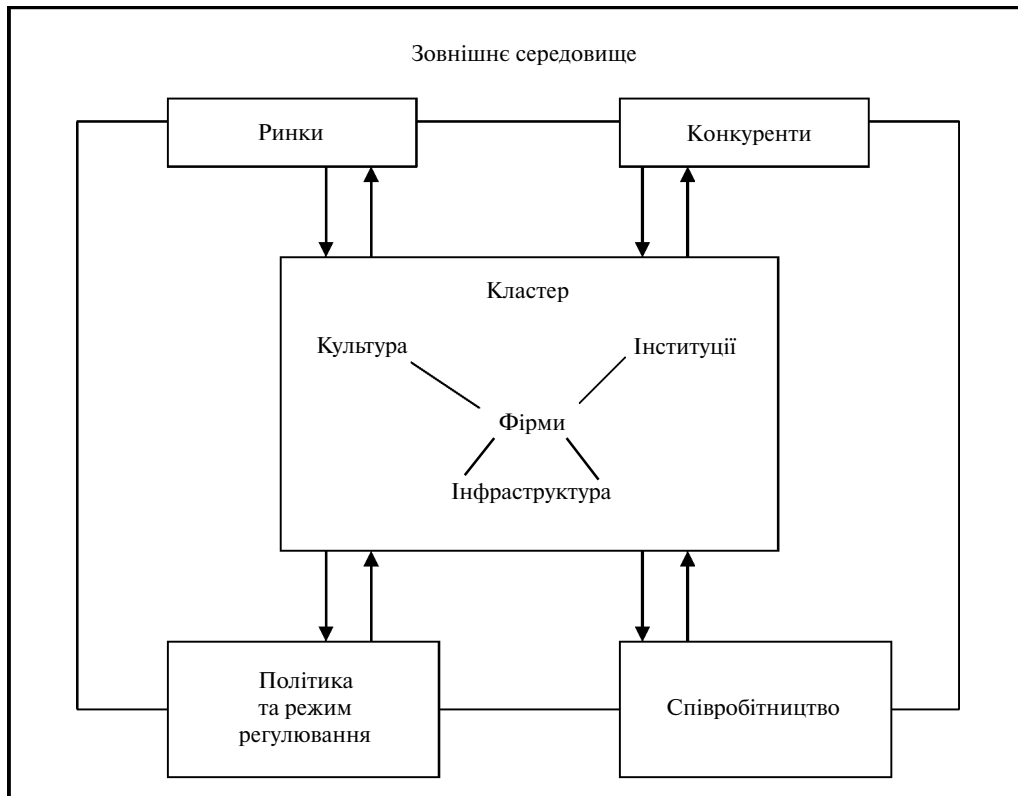 Зовнішнє середовище
Ринки
Конкуренти
Кластер
Культура
Інституції
Фірми
Інфраструктура
Політика
та режим
регулювання
Співробітництво